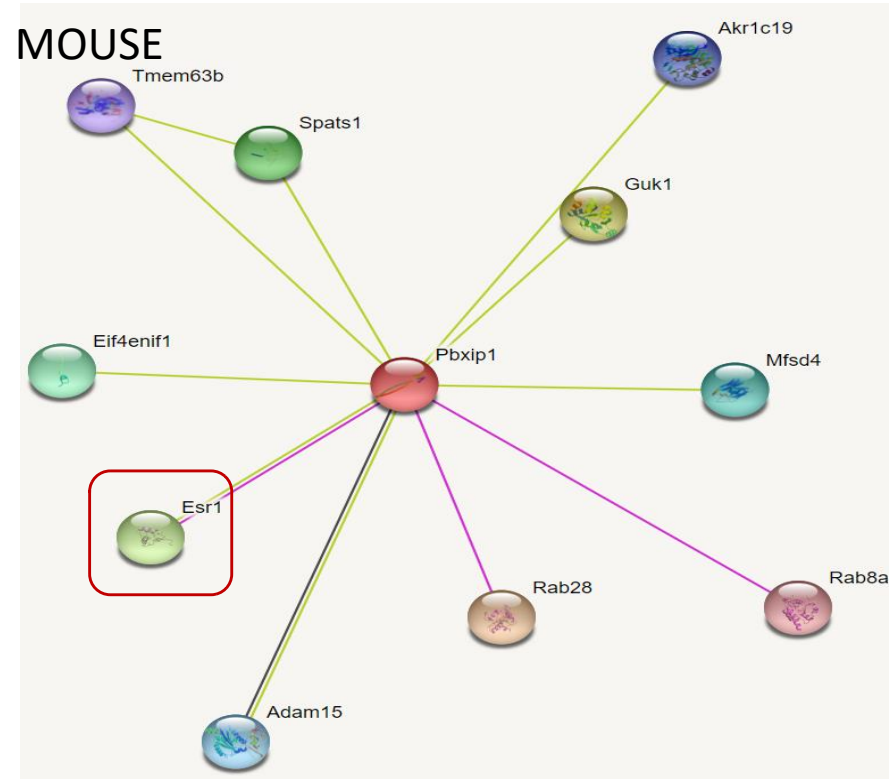 MOUSE
Akr1c19
Tmem63b
Spats1
Guk1
Eif4enif1
Pbxip1
Mfsd4
Esr1
Rab28
Rab8a
Adam15